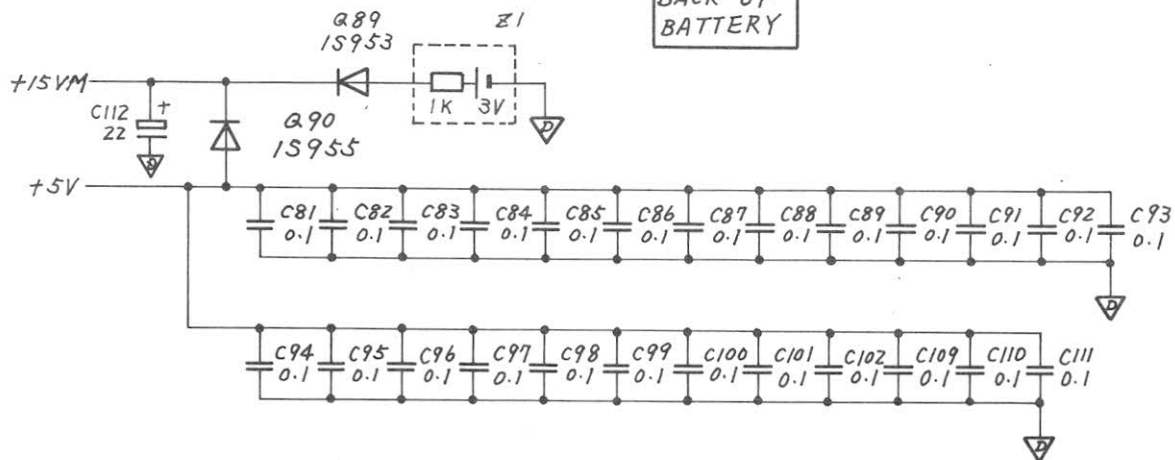 BACK UP
BATTERY
Q89
1S953
Z1
+15VM
C112
22
+
1K
3V
D
Q90
1S955
D
+5V
C81 C82 C83 C84 C85 C86 C87 C88 C89 C90 C91 C92 C93
0.1 0.1 0.1 0.1 0.1 0.1 0.1 0.1 0.1 0.1 0.1 0.1 0.1
D
C94 C95 C96 C97 C98 C99 C100 C101 C102 C109 C110 C111
0.1 0.1 0.1 0.1 0.1 0.1 0.1 0.1 0.1 0.1 0.1 0.1
D